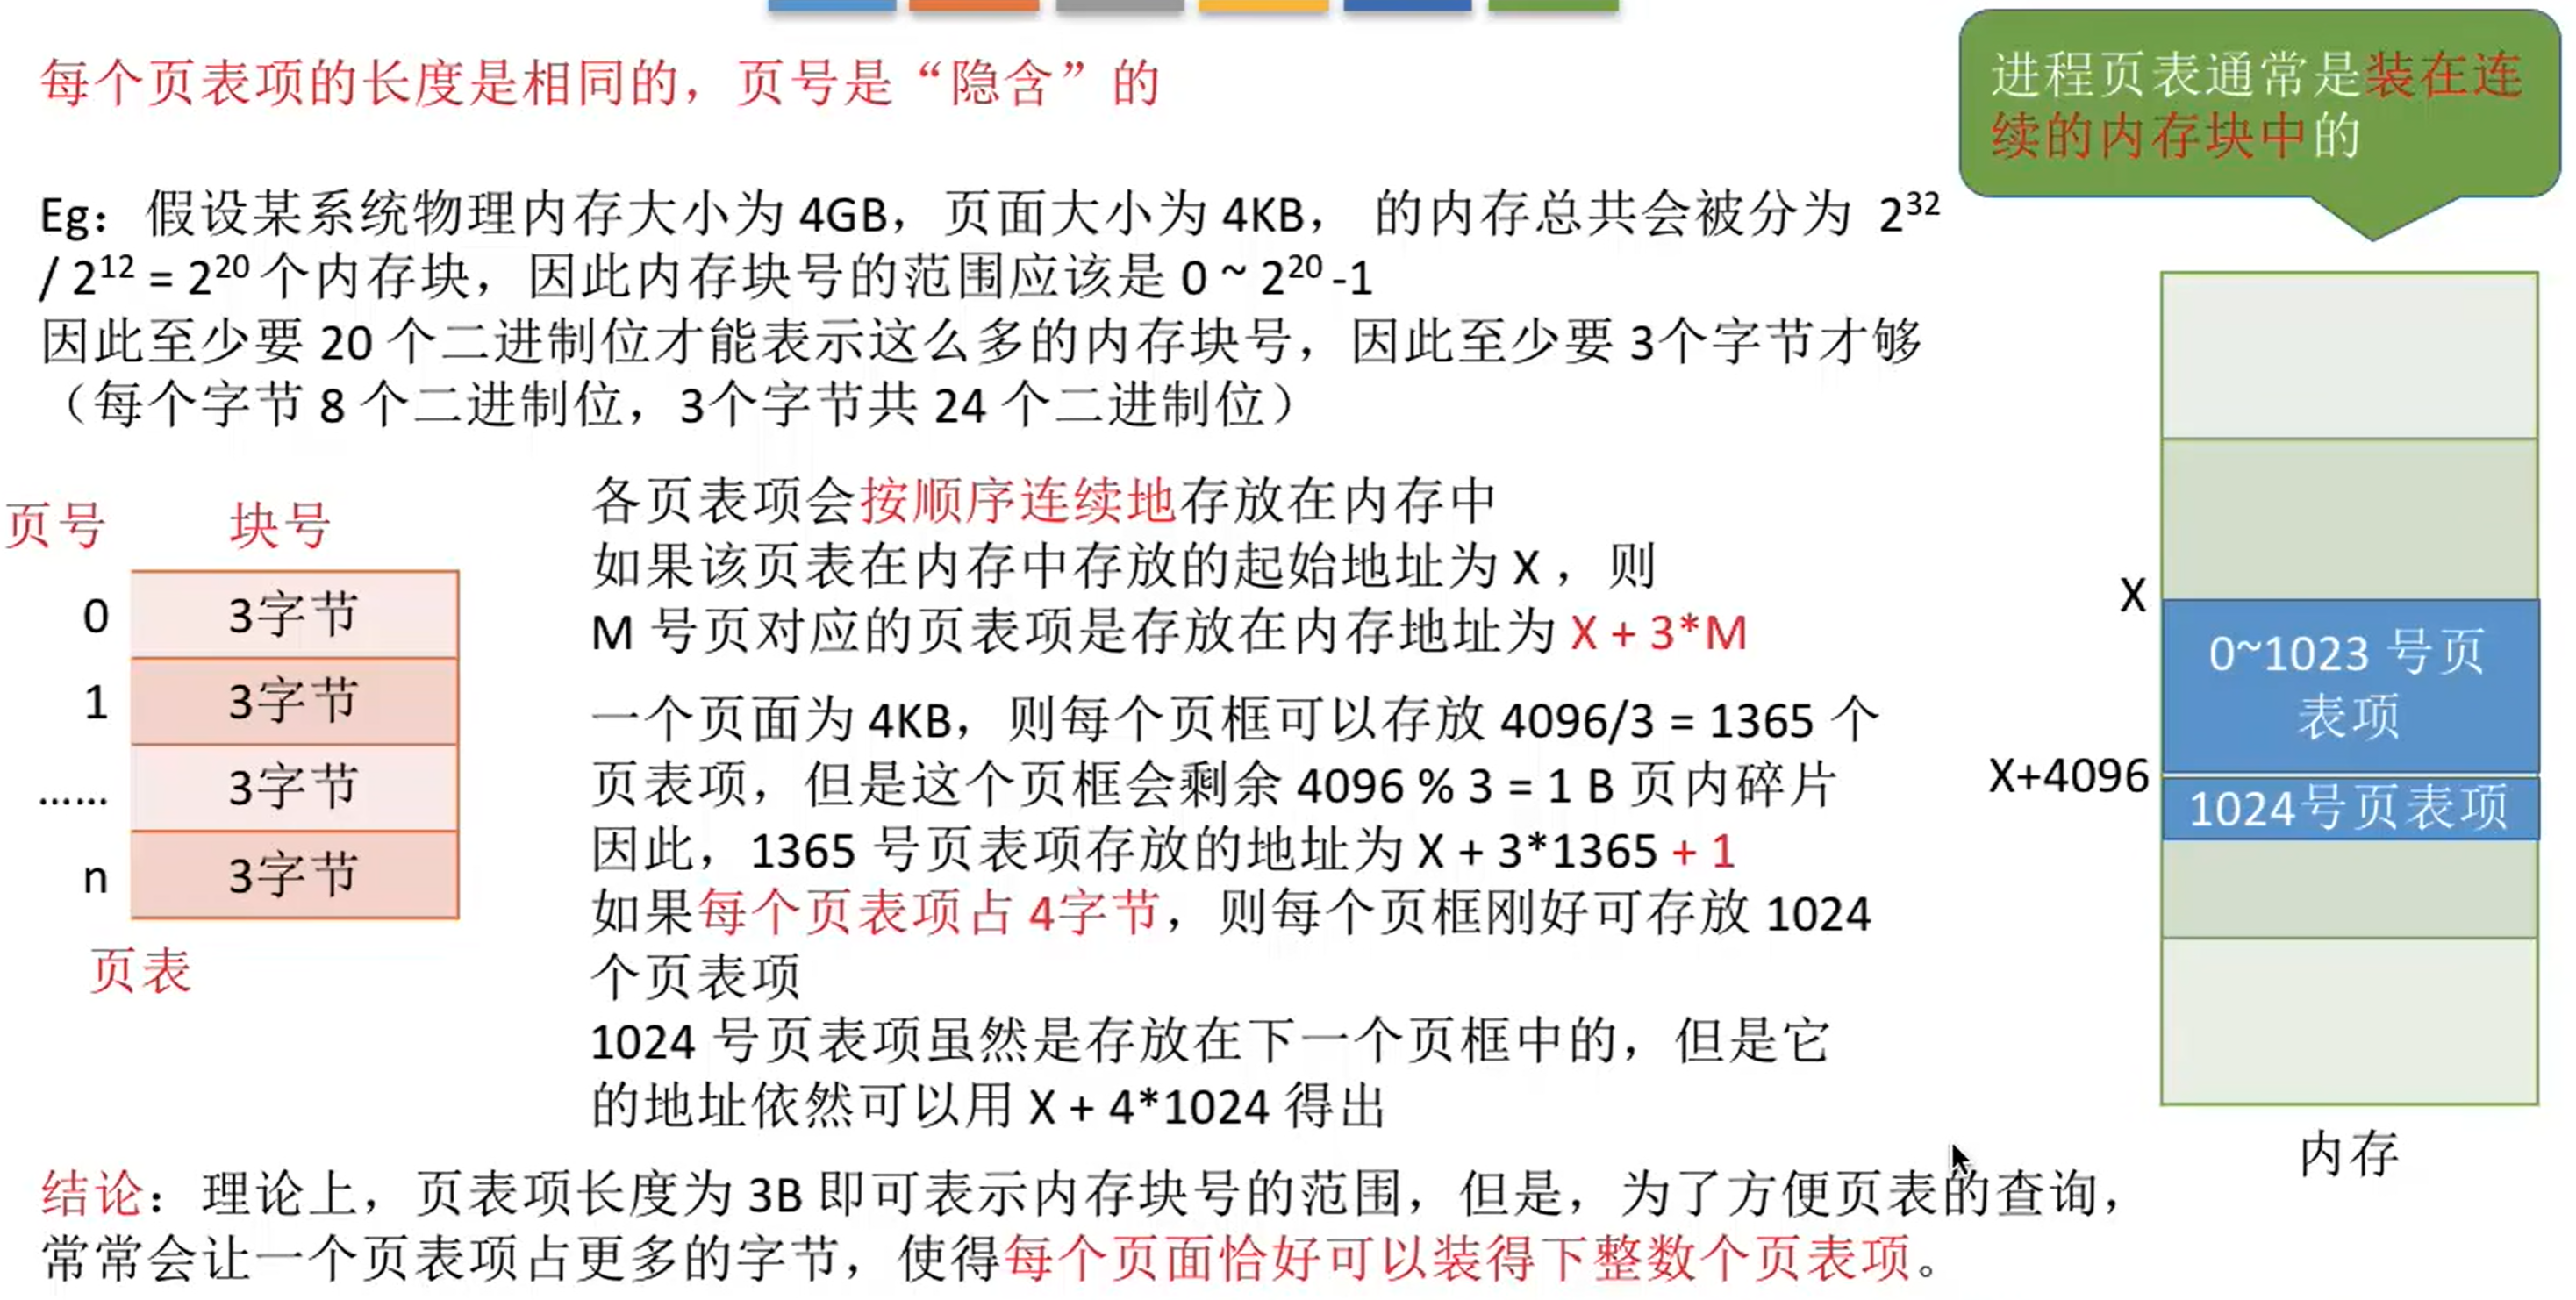 每个页表项的长度是相同的，页号是“隐含”的
进程页表通常是装在连
续的内存块中的
Eg：假设某系统物理内存大小为 4GB，页面大小为 4KB， 的内存总共会被分为 2³²
/ 2¹² = 2²⁰ 个内存块，因此内存块号的范围应该是 0 ~ 2²⁰ -1
因此至少要 20 个二进制位才能表示这么多的内存块号，因此至少要 3个字节才够
（每个字节 8 个二进制位，3个字节共 24 个二进制位）
页号 块号
0 3字节
1 3字节
…… 3字节
n 3字节
页表
各页表项会按顺序连续地存放在内存中
如果该页表在内存中存放的起始地址为 X ，则
M 号页对应的页表项是存放在内存地址为 X + 3*M
一个页面为 4KB，则每个页框可以存放 4096/3 = 1365 个
页表项，但是这个页框会剩余 4096 % 3 = 1 B 页内碎片
因此，1365 号页表项存放的地址为 X + 3*1365 + 1
如果每个页表项占 4字节，则每个页框刚好可存放 1024
个页表项
1024 号页表项虽然是存放在下一个页框中的，但是它
的地址依然可以用 X + 4*1024 得出
X
0~1023 号页
表项
X+4096
1024号页表项
内存
结论：理论上，页表项长度为 3B 即可表示内存块号的范围，但是，为了方便页表的查询，
常常会让一个页表项占更多的字节，使得每个页面恰好可以装得下整数个页表项。